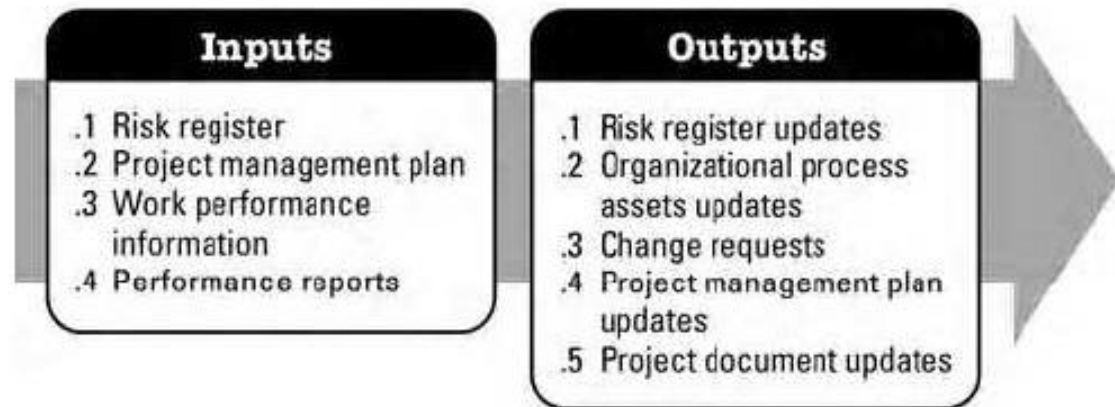 Inputs
.1 Risk register
.2 Project management plan
.3 Work performance
information
.4 Performance reports
Outputs
.1 Risk register updates
.2 Organizational process
assets updates
.3 Change requests
.4 Project management plan
updates
.5 Project document updates